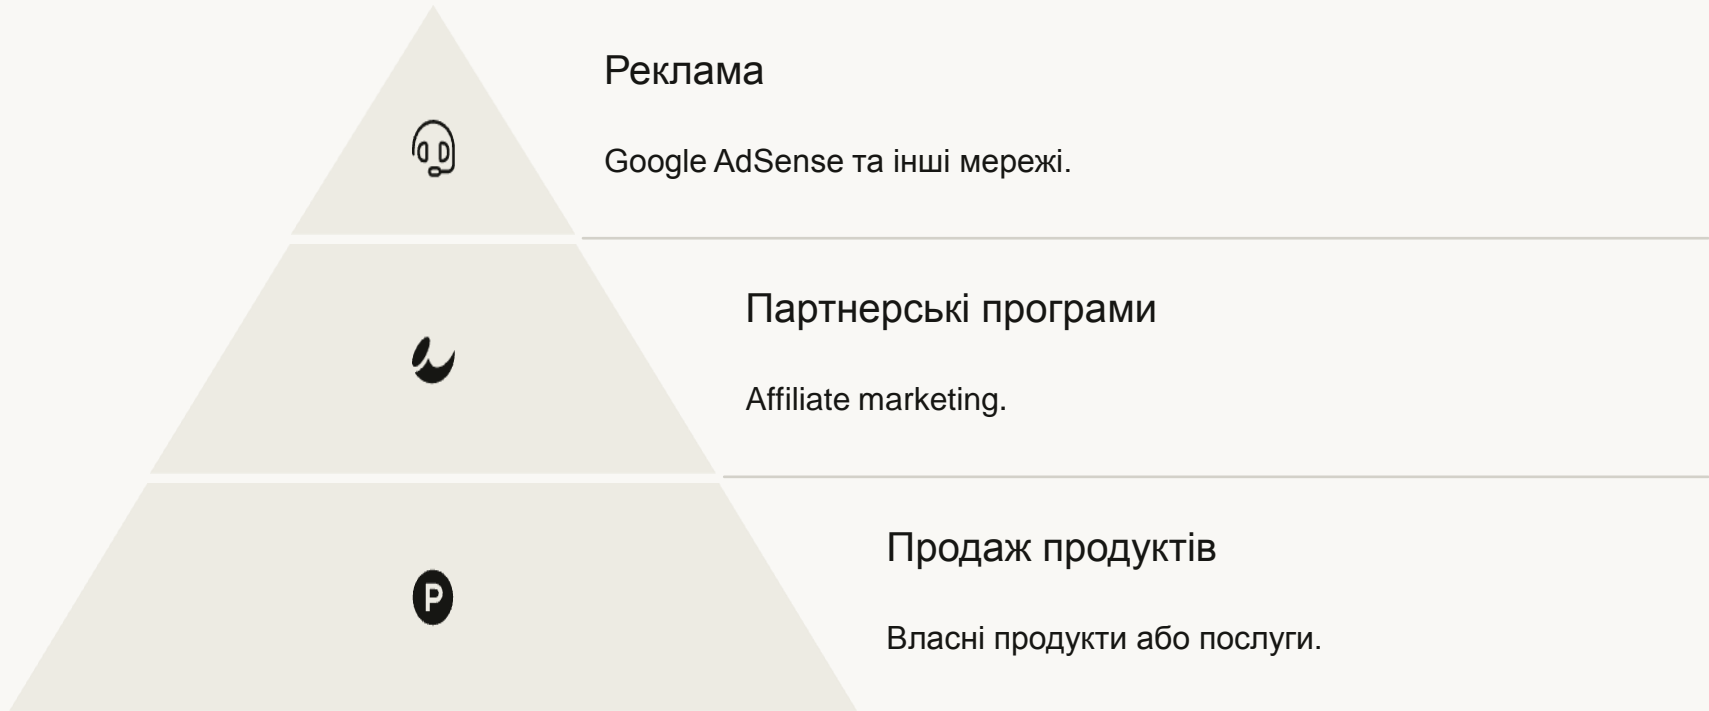 Реклама
Google AdSense та інші мережі.
Партнерські програми
Affiliate marketing.
P
Продаж продуктів
Власні продукти або послуги.